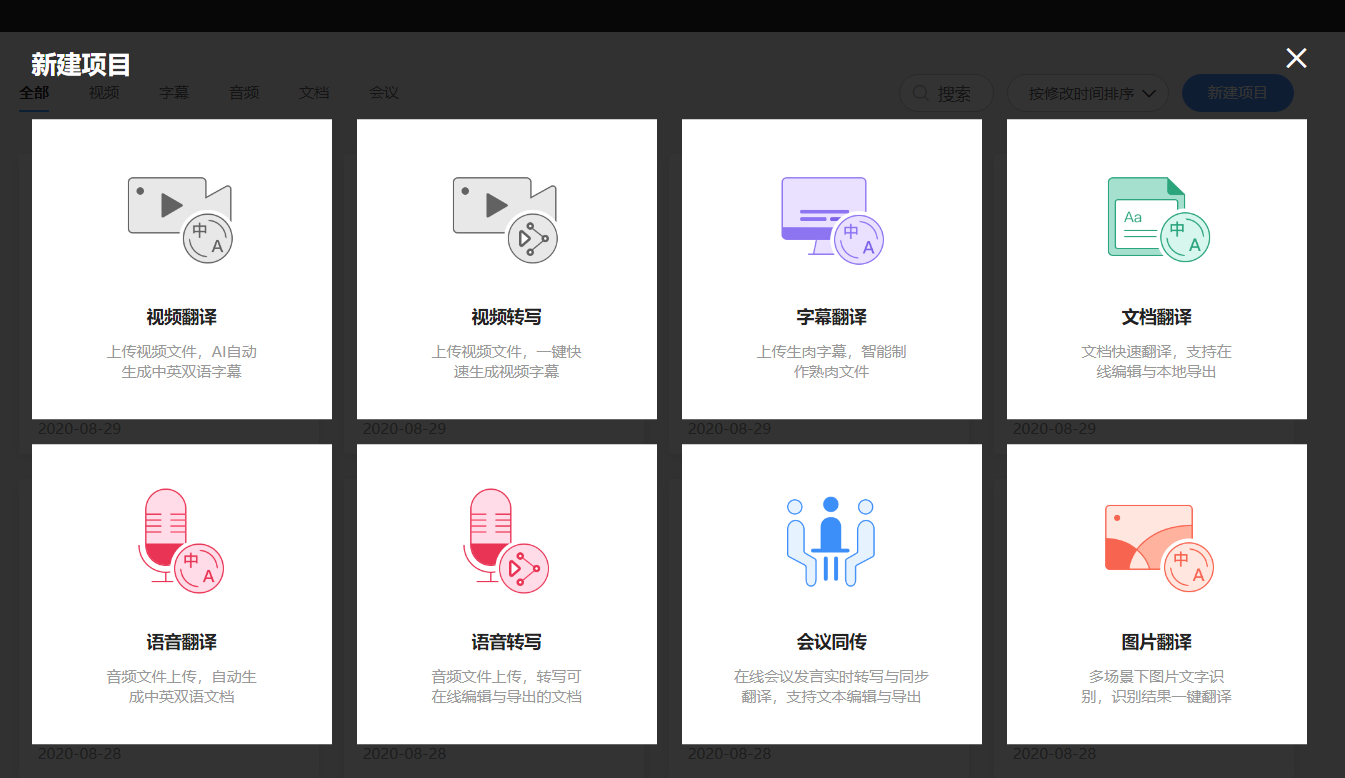 新建项目
全部 视频 字幕 音频 文档 会议 搜索 按修改时间排序 新建项目
中 A
中 A
Aa 中 A
视频翻译 视频转写 字幕翻译 文档翻译
上传视频文件，AI自动 上传视频文件，一键快 上传生肉字幕，智能制 文档快速翻译，支持在
生成中英双语字幕 速生成视频字幕 作熟肉文件 线编辑与本地导出
2020-08-29 2020-08-29 2020-08-29 2020-08-29
中 A
中 A
语音翻译 语音转写 会议同传 图片翻译
音频文件上传，自动生 音频文件上传，转写可 在线会议发言实时转写与同步 多场景下图片文字识
成中英双语文档 在线编辑与导出的文档 翻译，支持文本编辑与导出 别，识别结果一键翻译
2020-08-28 2020-08-28 2020-08-28 2020-08-28